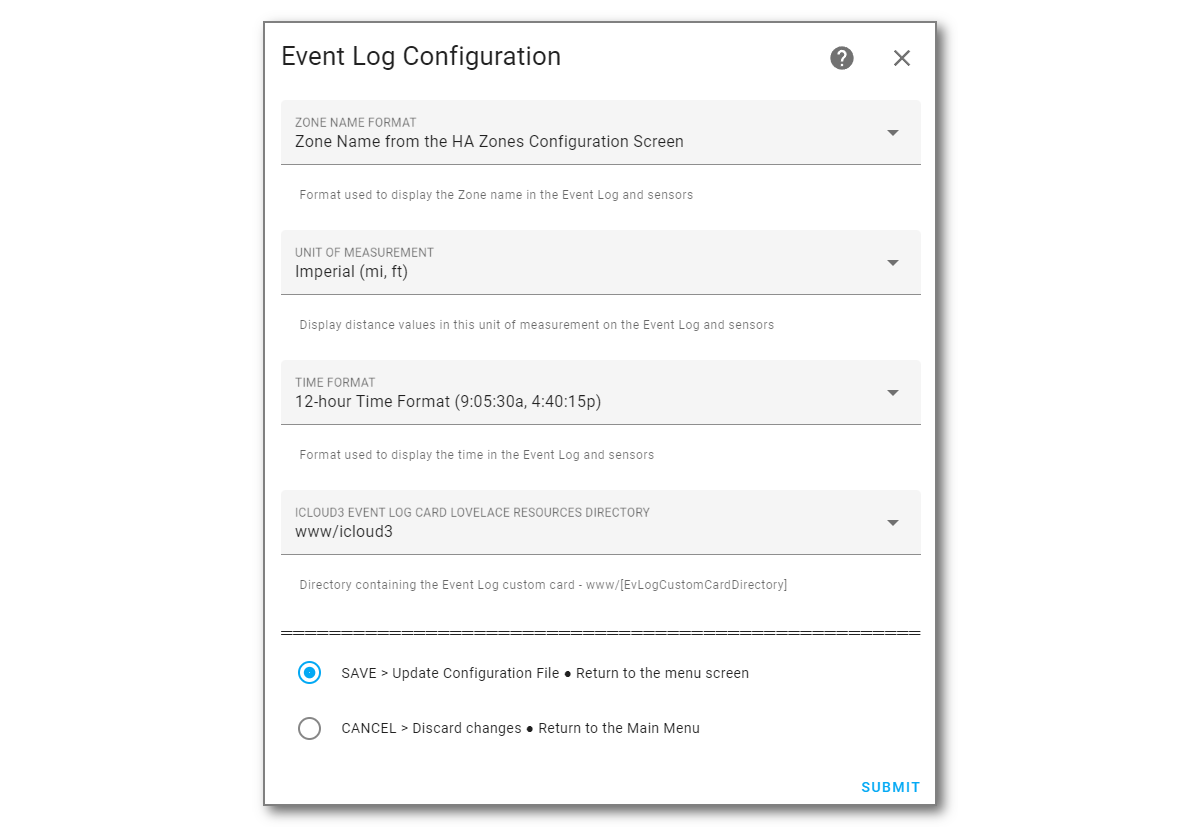 Event Log Configuration
ZONE NAME FORMAT
Zone Name from the HA Zones Configuration Screen
Format used to display the Zone name in the Event Log and sensors
UNIT OF MEASUREMENT
Imperial (mi, ft)
Display distance values in this unit of measurement on the Event Log and sensors
TIME FORMAT
12-hour Time Format (9:05:30a, 4:40:15p)
Format used to display the time in the Event Log and sensors
ICLOUD3 EVENT LOG CARD LOVELACE RESOURCES DIRECTORY
www/icloud3
Directory containing the Event Log custom card - www/[EvLogCustomCardDirectory]
SAVE > Update Configuration File ● Return to the menu screen
CANCEL > Discard changes ● Return to the Main Menu
SUBMIT